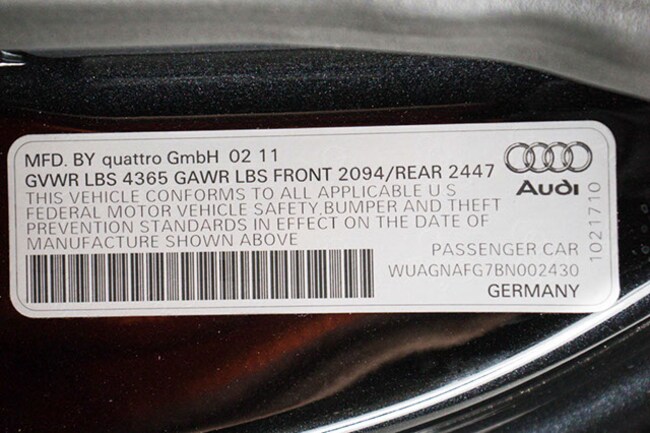 MFD. BY quattro GmbH 02 11
GVWR LBS 4365 GAWR LBS FRONT 2094/REAR 2447
THIS VEHICLE CONFORMS TO ALL APPLICABLE U S
FEDERAL MOTOR VEHICLE SAFETY, BUMPER AND THEFT
PREVENTION STANDARDS IN EFFECT ON THE DATE OF
MANUFACTURE SHOWN ABOVE
PASSENGER CAR
WUAGNAFG7BN002430
GERMANY
Audi
1021710